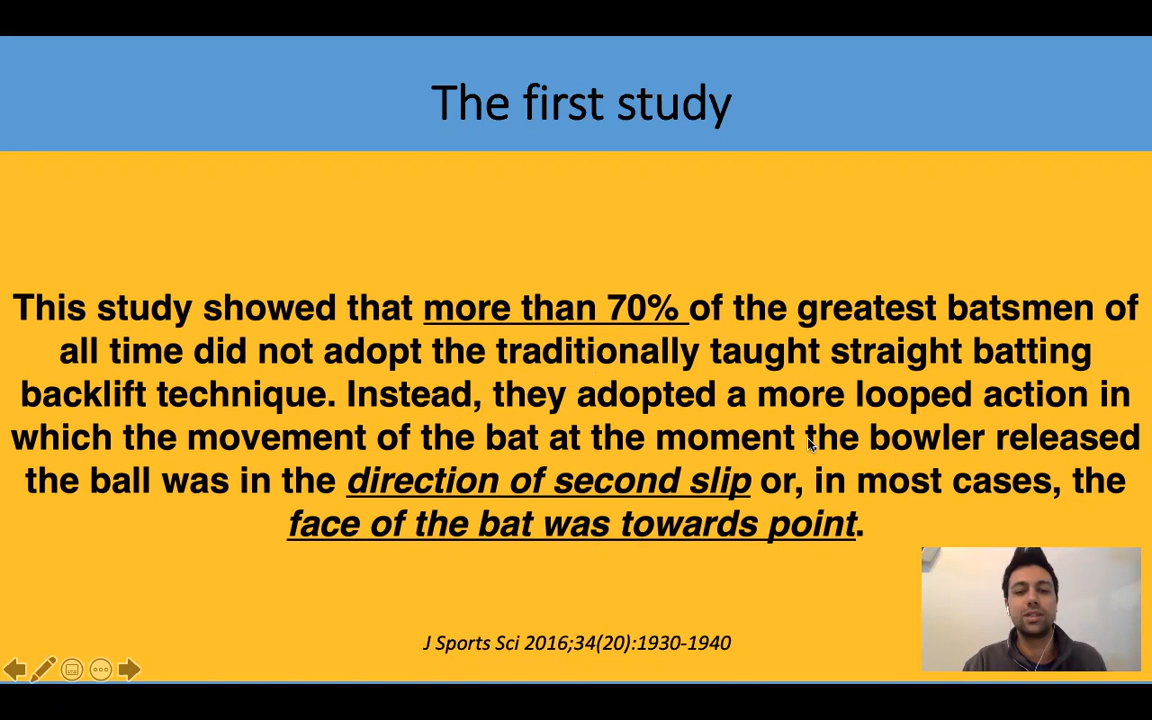 The first study
This study showed that more than 70% of the greatest batsmen of
all time did not adopt the traditionally taught straight batting
backlift technique. Instead, they adopted a more looped action in
which the movement of the bat at the moment the bowler released
the ball was in the direction of second slip or, in most cases, the
face of the bat was towards point.
J Sports Sci 2016;34(20):1930-1940